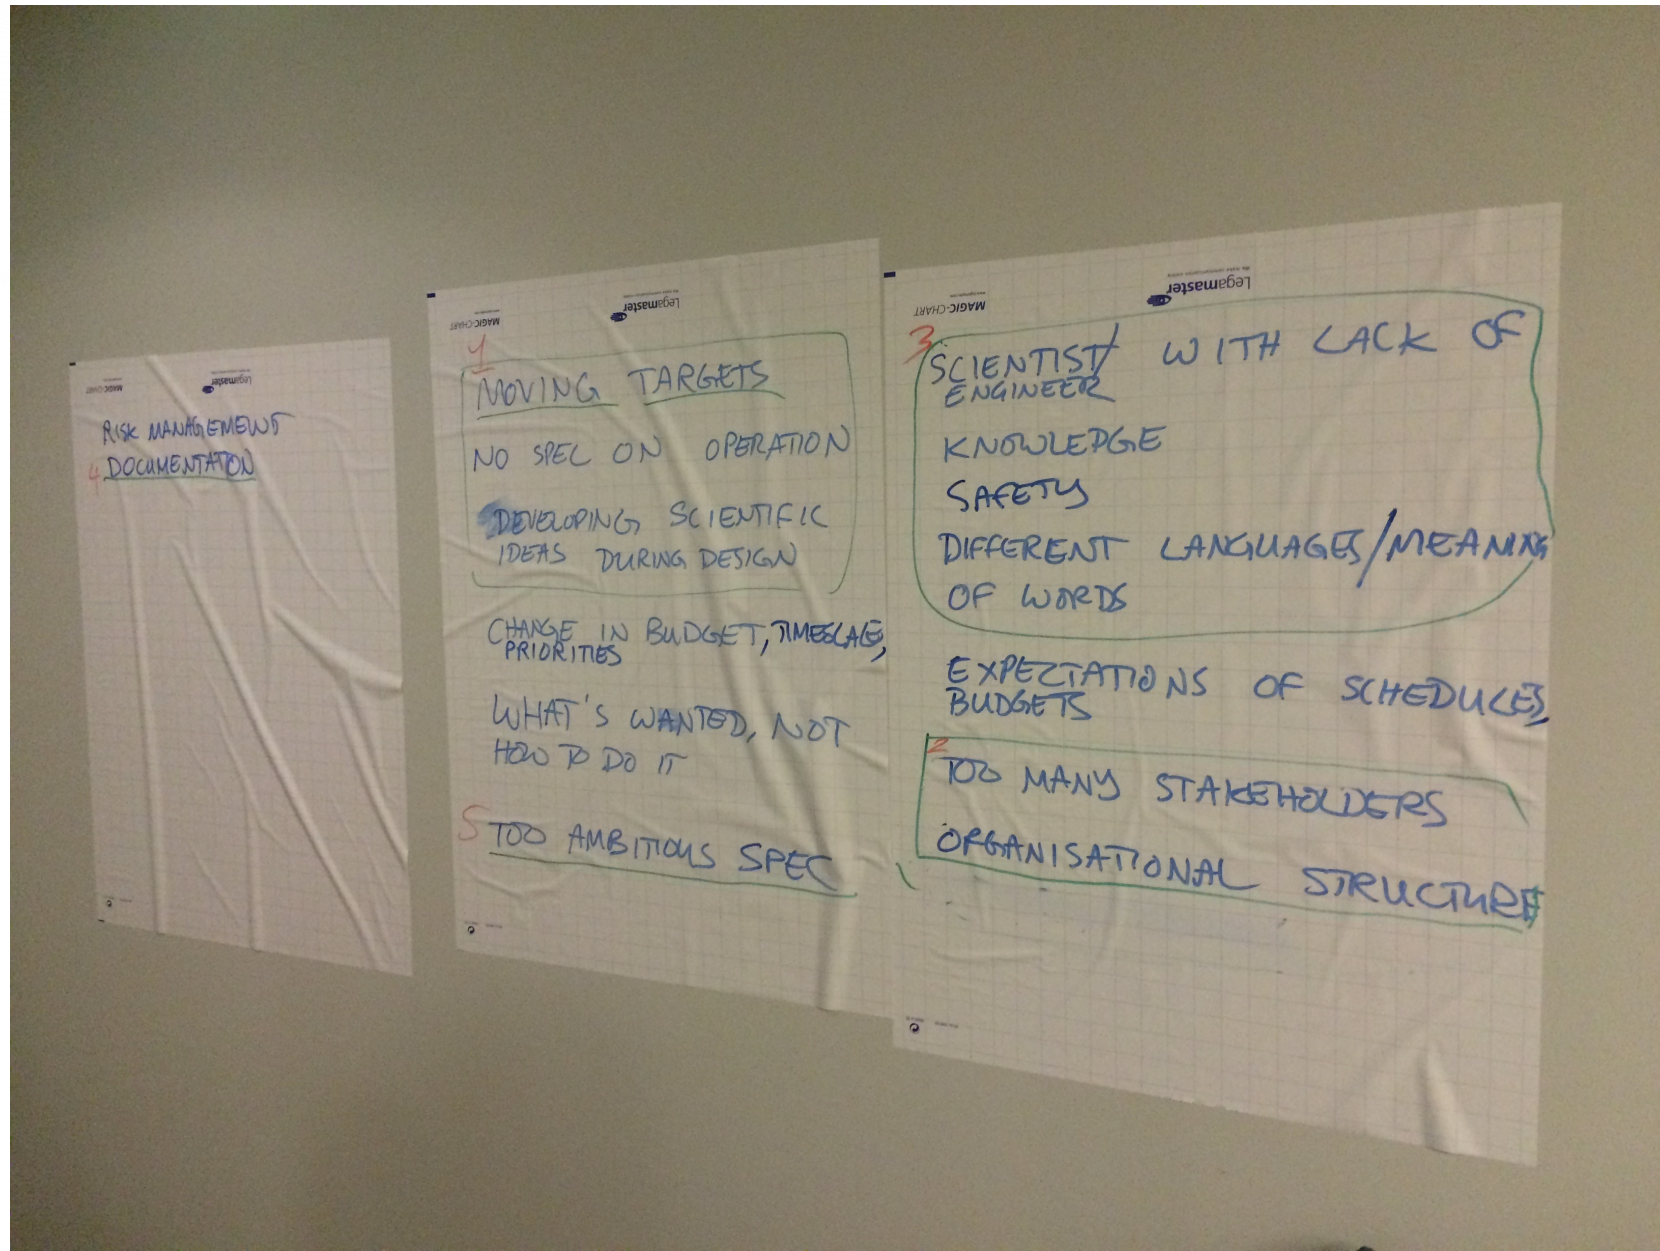 MAGIC-CHART
Legamaster
RISK MANAGEMENT
4 DOCUMENTATION
MAGIC-CHART
Legamaster
1
MOVING TARGETS
NO SPEC ON OPERATION
DEVELOPING SCIENTIFIC
IDEAS DURING DESIGN
CHANGE IN BUDGET, TIMESCALE,
PRIORITIES
WHAT'S WANTED, NOT
HOW TO DO IT
5 TOO AMBITIOUS SPEC
MAGIC-CHART
Legamaster
3
SCIENTIST/ WITH LACK OF
ENGINEER
KNOWLEDGE
SAFETY
DIFFERENT LANGUAGES/MEANING
OF WORDS
EXPECTATIONS OF SCHEDULES,
BUDGETS
2
TOO MANY STAKEHOLDERS
ORGANISATIONAL STRUCTURE